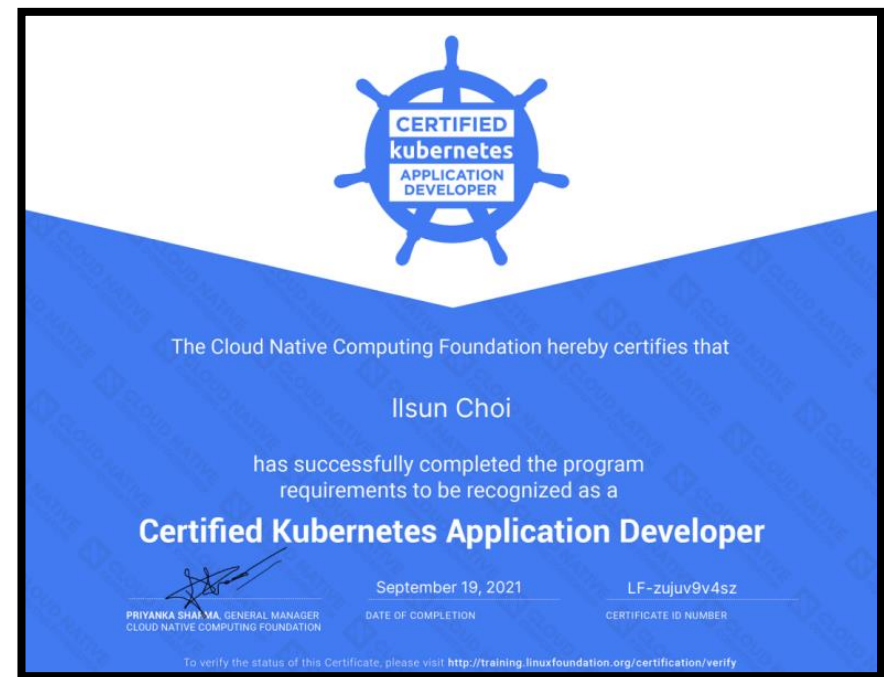 CERTIFIED
kubernetes
APPLICATION
DEVELOPER
The Cloud Native Computing Foundation hereby certifies that
Ilsun Choi
has successfully completed the program
requirements to be recognized as a
Certified Kubernetes Application Developer
September 19, 2021
LF-zujuv9v4sz
PRIYANKA SHARMA, GENERAL MANAGER
CLOUD NATIVE COMPUTING FOUNDATION
DATE OF COMPLETION
CERTIFICATE ID NUMBER
To verify the status of this Certificate, please visit http://training.linuxfoundation.org/certification/verify